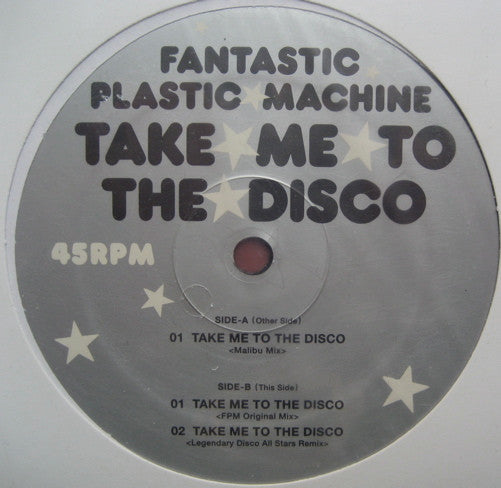 FANTASTIC
PLASTIC MACHINE
TAKE ME TO
THE DISCO
45RPM
SIDE-A (Other Side)
01 TAKE ME TO THE DISCO
<Malibu Mix>
SIDE-B (This Side)
01 TAKE ME TO THE DISCO
<FPM Original Mix>
02 TAKE ME TO THE DISCO
<Legendary Disco All Stars Remix>